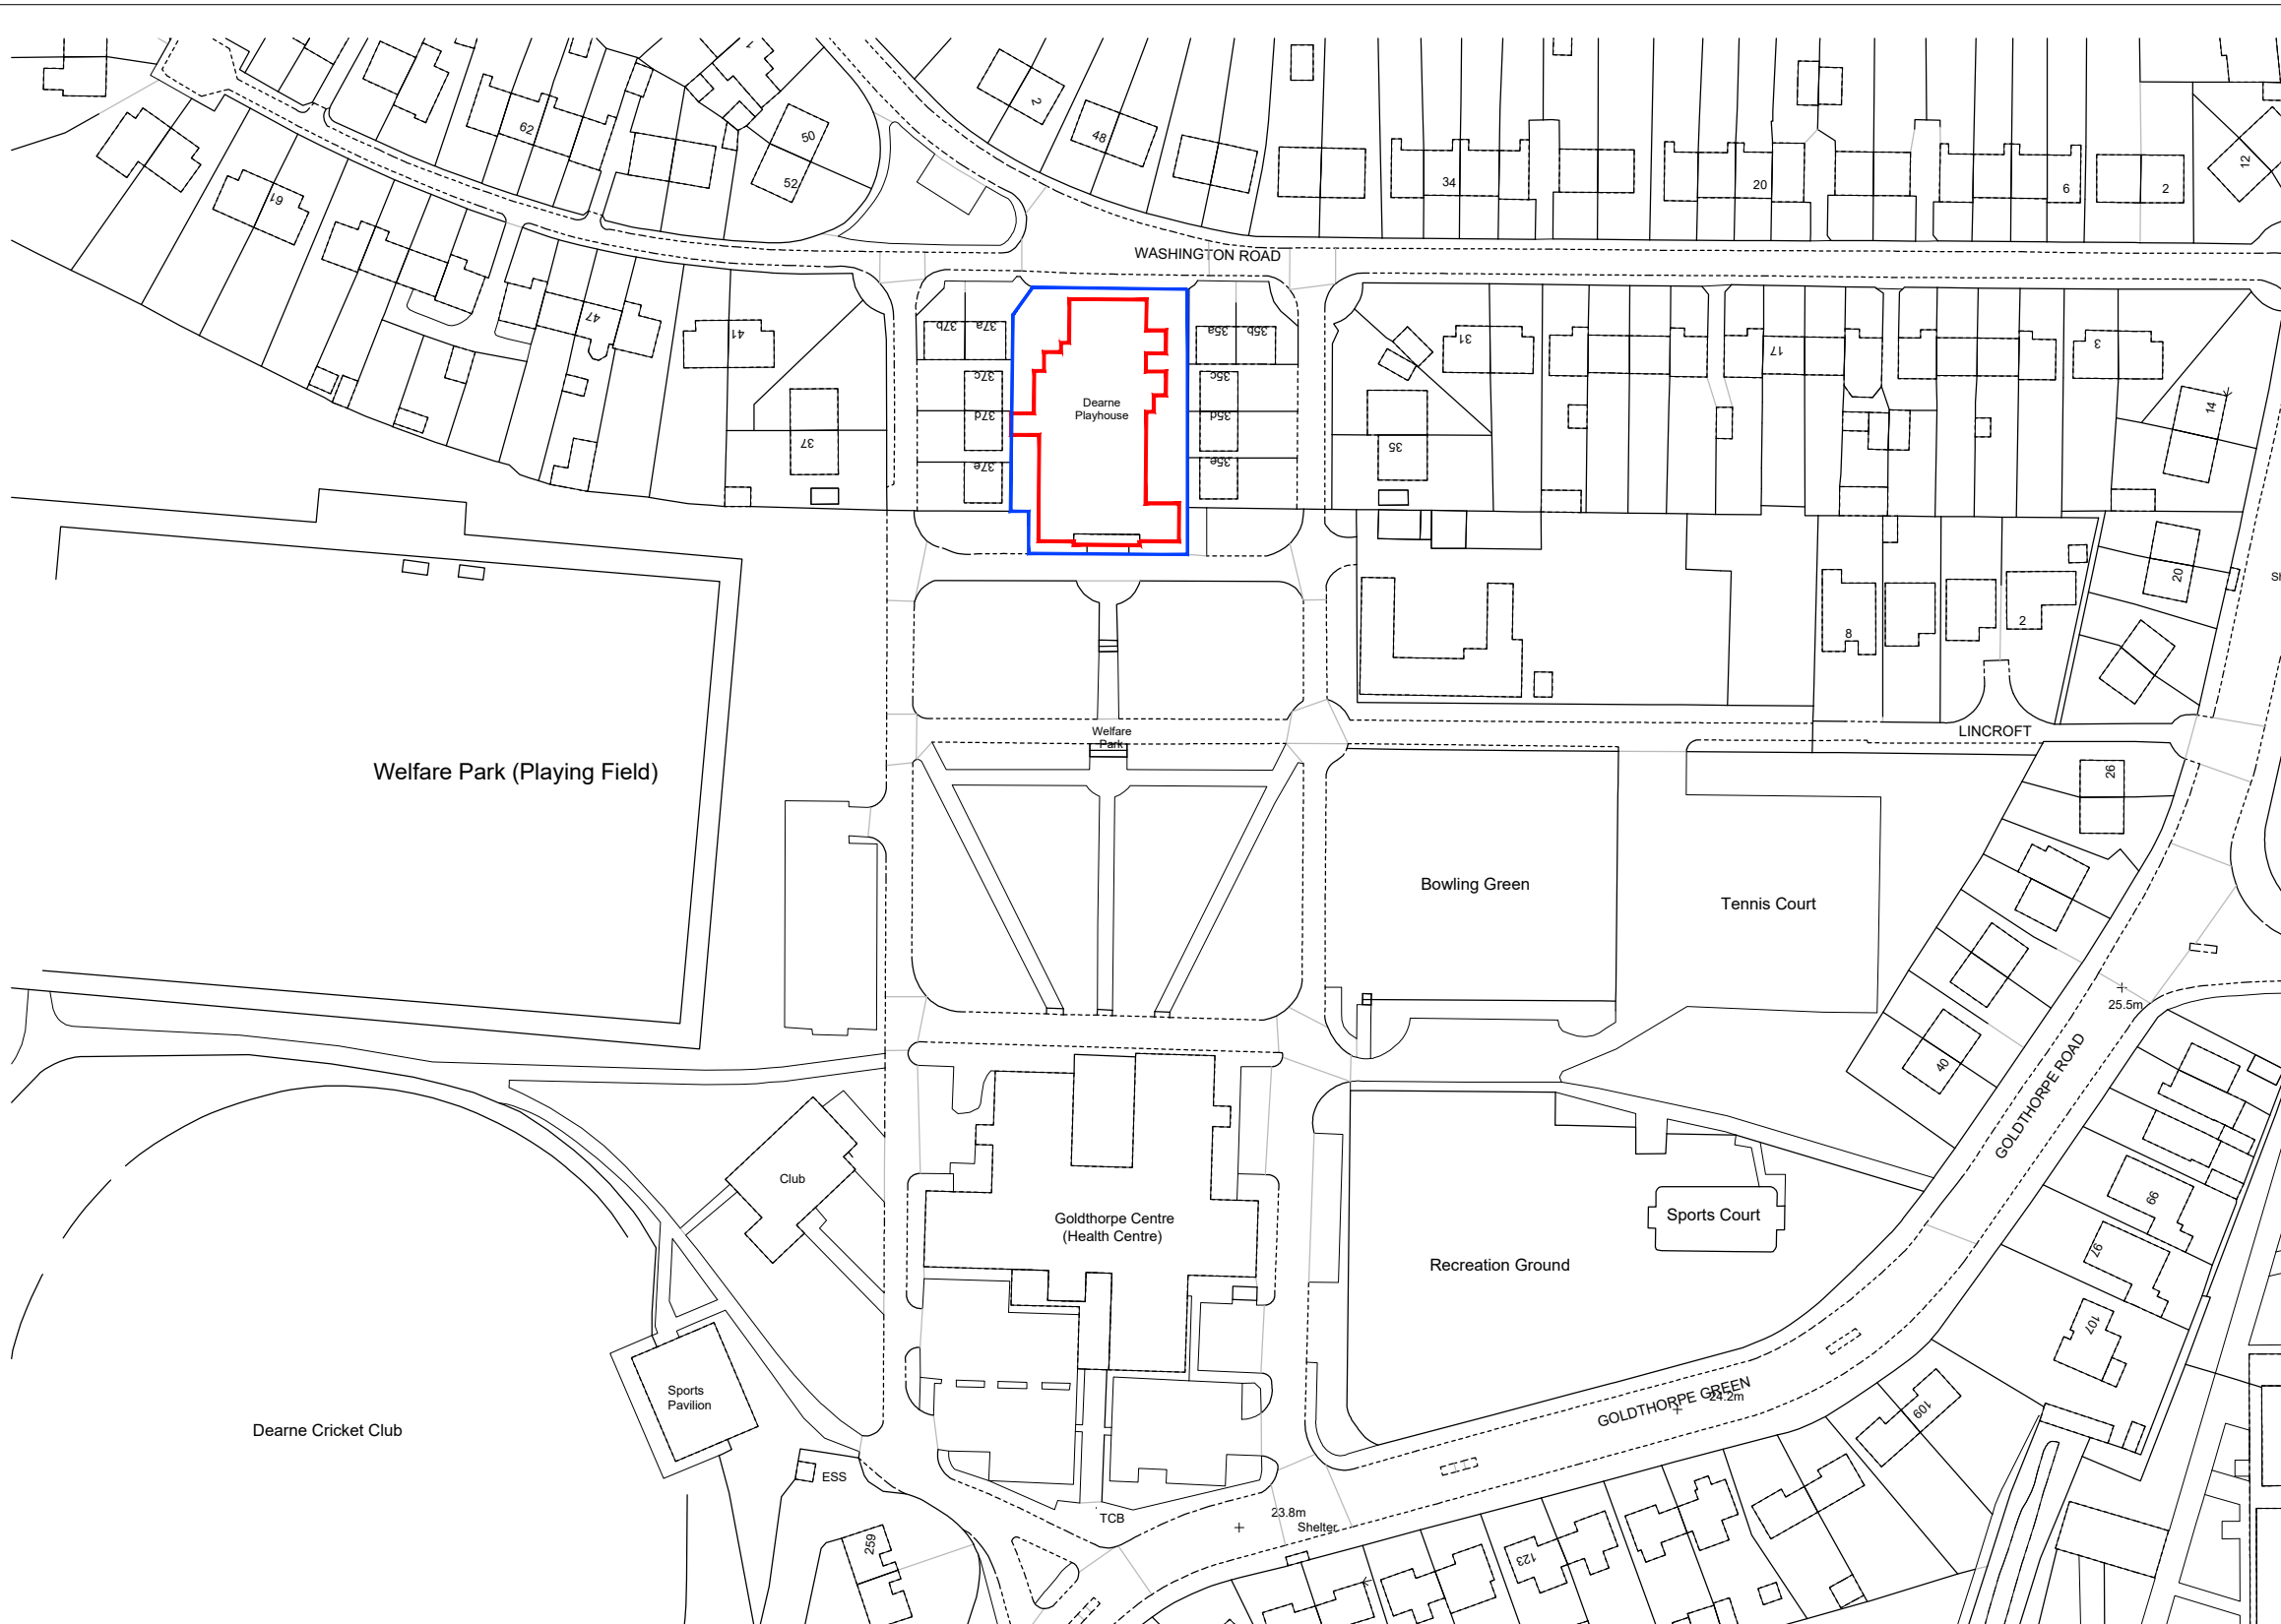 2
48
50
52
62
61
34
20
6
2
12
WASHINGTON ROAD
37b
37a
35a
35b
37c
35c
37d
35d
37e
35e
Dearne
Playhouse
47
41
37
31
17
3
14
35
20
8
2
LINCROFT
Welfare
Park
Welfare Park (Playing Field)
26
Bowling Green
Tennis Court
25.5m
40
GOLDTHORPE ROAD
Club
Goldthorpe Centre
(Health Centre)
Sports Court
Recreation Ground
99
97
107
109
GOLDTHORPE GREEN
24.2m
Sports
Pavilion
Dearne Cricket Club
ESS
TCB
23.8m
Shelter
259
123